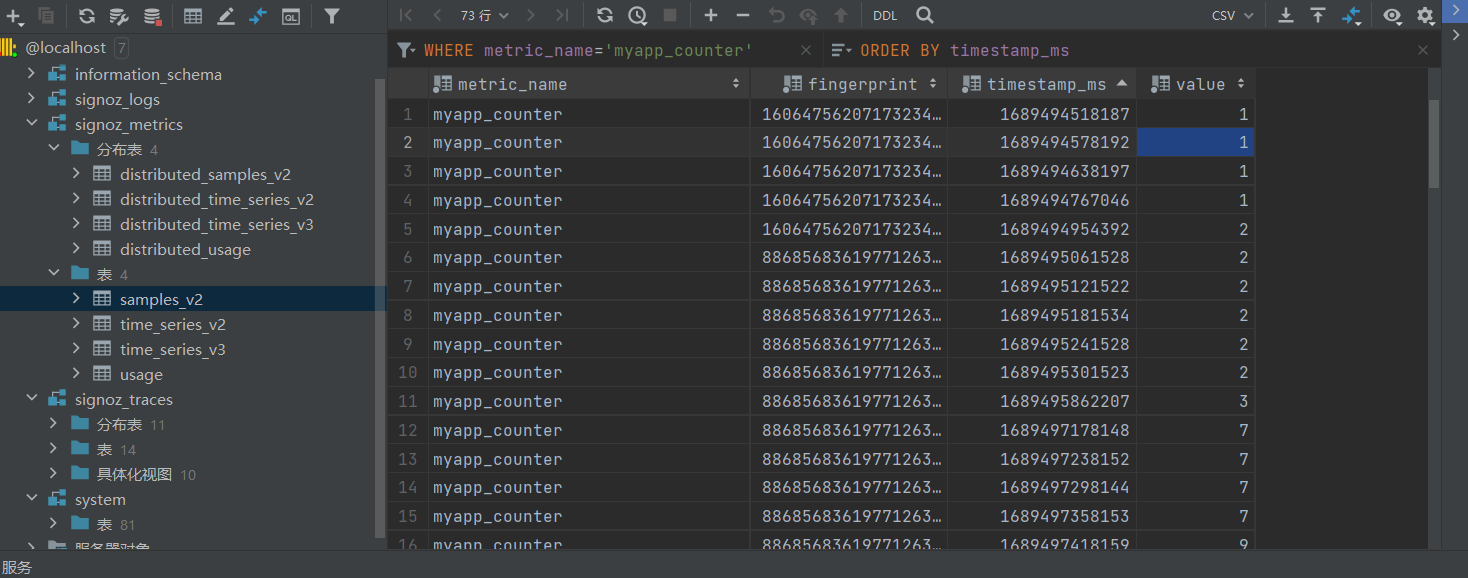 73 行
DDL
CSV
@localhost 7
information_schema
signoz_logs
signoz_metrics
分布表 4
distributed_samples_v2
distributed_time_series_v2
distributed_time_series_v3
distributed_usage
表 4
samples_v2
time_series_v2
time_series_v3
usage
signoz_traces
分布表 11
表 14
具体化视图 10
system
表 81
服务器对象
服务
QL
WHERE metric_name='myapp_counter'
ORDER BY timestamp_ms
metric_name fingerprint timestamp_ms value
1 myapp_counter 16064756207173234… 1689494518187 1
2 myapp_counter 16064756207173234… 1689494578192 1
3 myapp_counter 16064756207173234… 1689494638197 1
4 myapp_counter 16064756207173234… 1689494767046 1
5 myapp_counter 16064756207173234… 1689494954392 2
6 myapp_counter 88685683619771263… 1689495061528 2
7 myapp_counter 88685683619771263… 1689495121522 2
8 myapp_counter 88685683619771263… 1689495181534 2
9 myapp_counter 88685683619771263… 1689495241528 2
10 myapp_counter 88685683619771263… 1689495301523 2
11 myapp_counter 88685683619771263… 1689495862207 3
12 myapp_counter 88685683619771263… 1689497178148 7
13 myapp_counter 88685683619771263… 1689497238152 7
14 myapp_counter 88685683619771263… 1689497298144 7
15 myapp_counter 88685683619771263… 1689497358153 7
16 myapp_counter 88685683619771263… 1689497418159 9